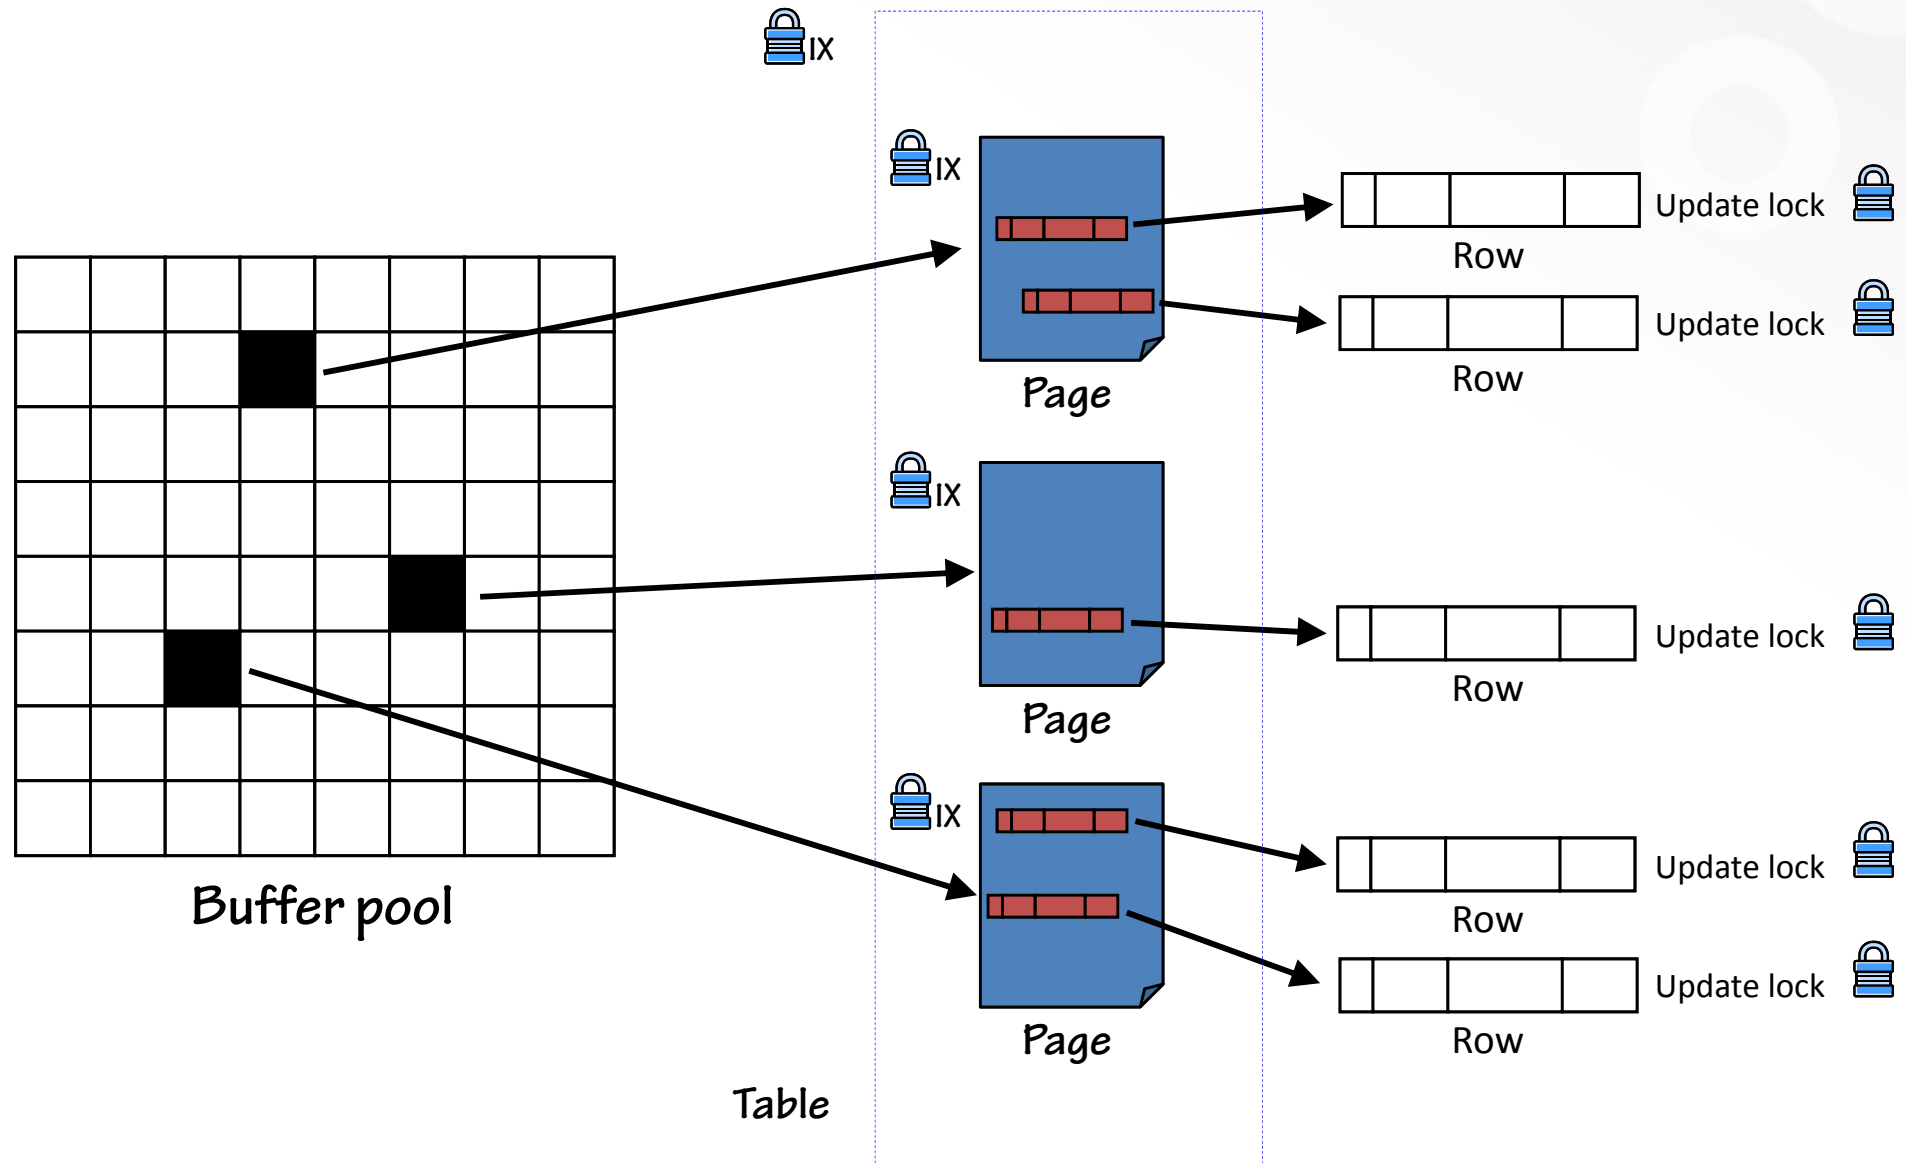 IX
IX
Update lock
Row
Update lock
Row
Page
IX
Update lock
Row
Page
IX
Update lock
Row
Buffer pool
Update lock
Row
Page
Table